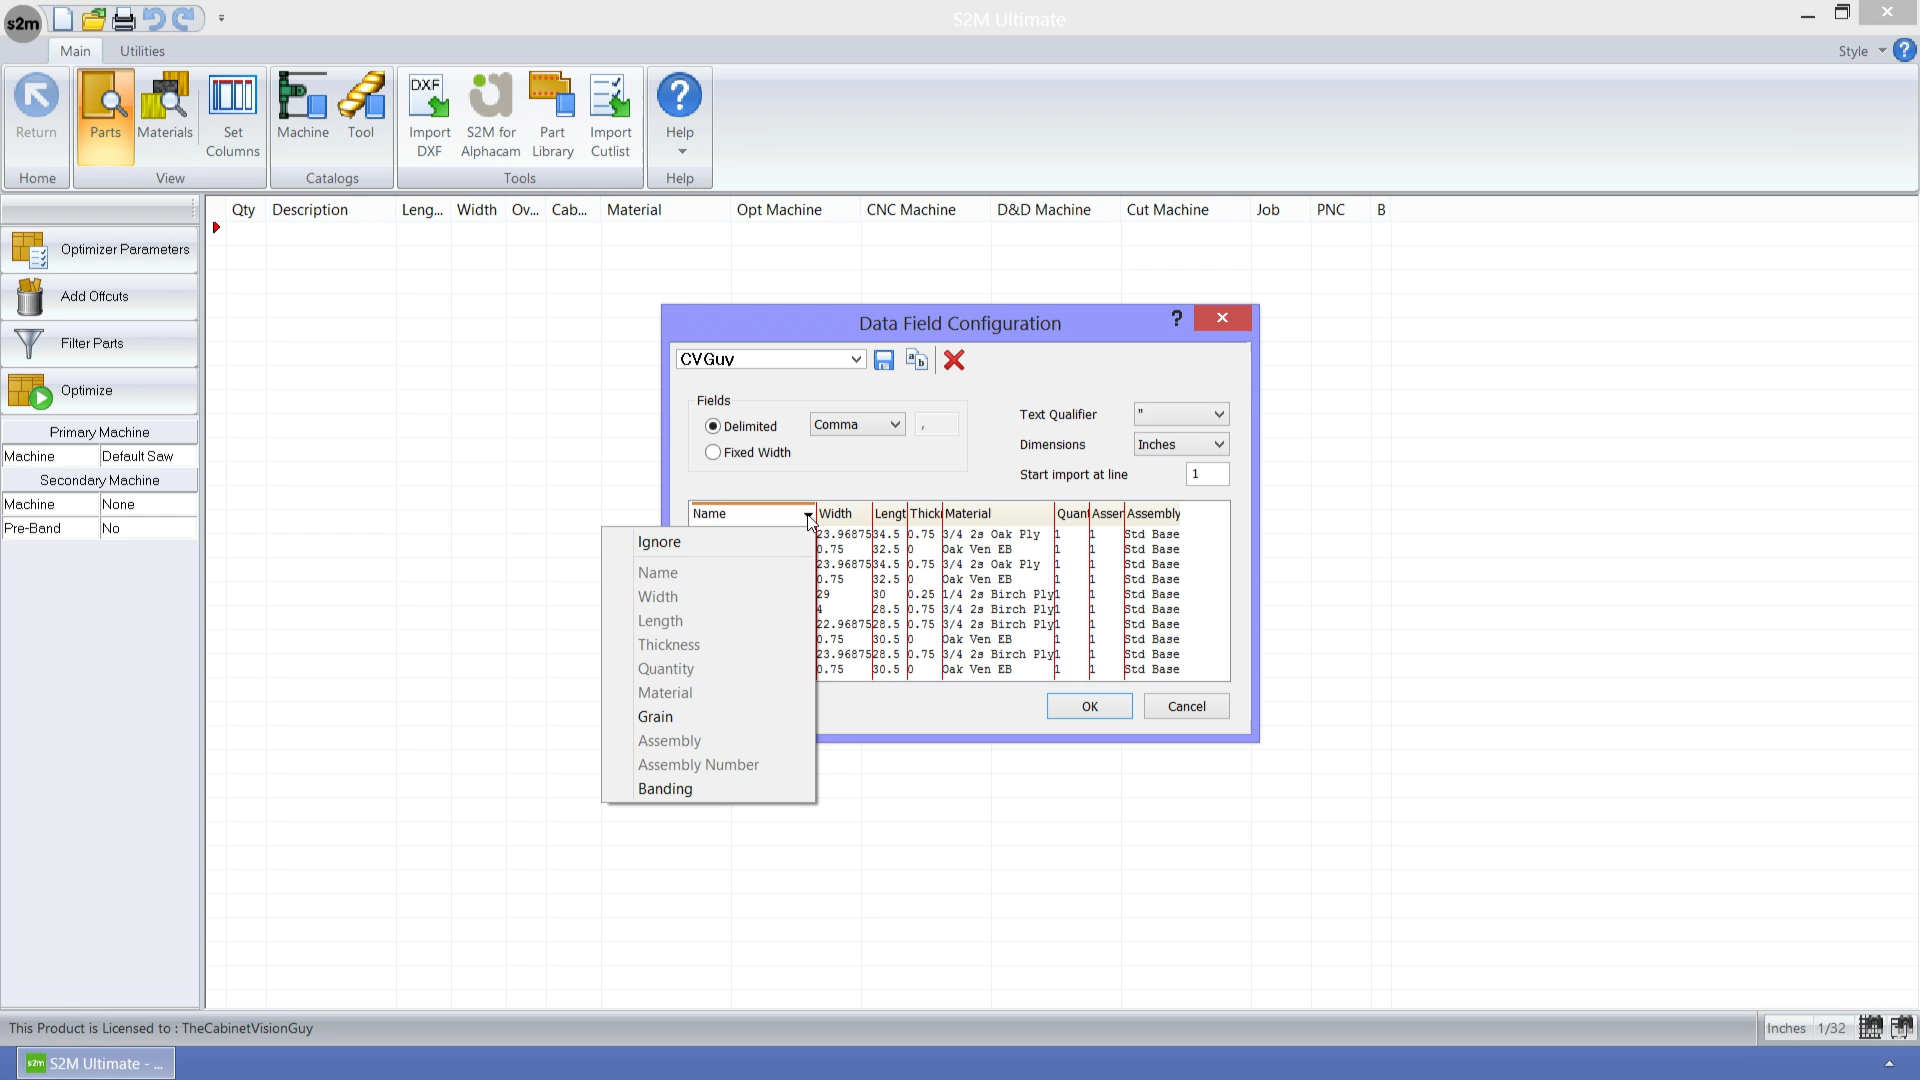 s2m
S2M Ultimate
Main Utilities Style
Return Parts Materials Set Columns Machine Tool DXF Import DXF S2M for Alphacam Part Library Import Cutlist Help
Home View Catalogs Tools Help
Qty Description Leng... Width Ov... Cab... Material Opt Machine CNC Machine D&D Machine Cut Machine Job PNC B
Optimizer Parameters
Add Offcuts
Filter Parts
Optimize
Primary Machine
Machine Default Saw
Secondary Machine
Machine None
Pre-Band No
Data Field Configuration
CVGuy
Fields
Delimited Comma ,
Fixed Width
Text Qualifier "
Dimensions Inches
Start import at line 1
Name Width Lengt Thick Material Quan Asser Assembly
23.96875 34.5 0.75 3/4 2s Oak Ply 1 1 Std Base
0.75 32.5 0 Oak Ven EB 1 1 Std Base
23.96875 34.5 0.75 3/4 2s Oak Ply 1 1 Std Base
0.75 32.5 0 Oak Ven EB 1 1 Std Base
29 30 0.25 1/4 2s Birch Ply 1 1 Std Base
4 28.5 0.75 3/4 2s Birch Ply 1 1 Std Base
22.96875 28.5 0.75 3/4 2s Birch Ply 1 1 Std Base
0.75 30.5 0 Oak Ven EB 1 1 Std Base
23.96875 28.5 0.75 3/4 2s Birch Ply 1 1 Std Base
0.75 30.5 0 Oak Ven EB 1 1 Std Base
OK Cancel
Ignore
Name
Width
Length
Thickness
Quantity
Material
Grain
Assembly
Assembly Number
Banding
This Product is Licensed to : TheCabinetVisionGuy
Inches 1/32
s2m S2M Ultimate - ...